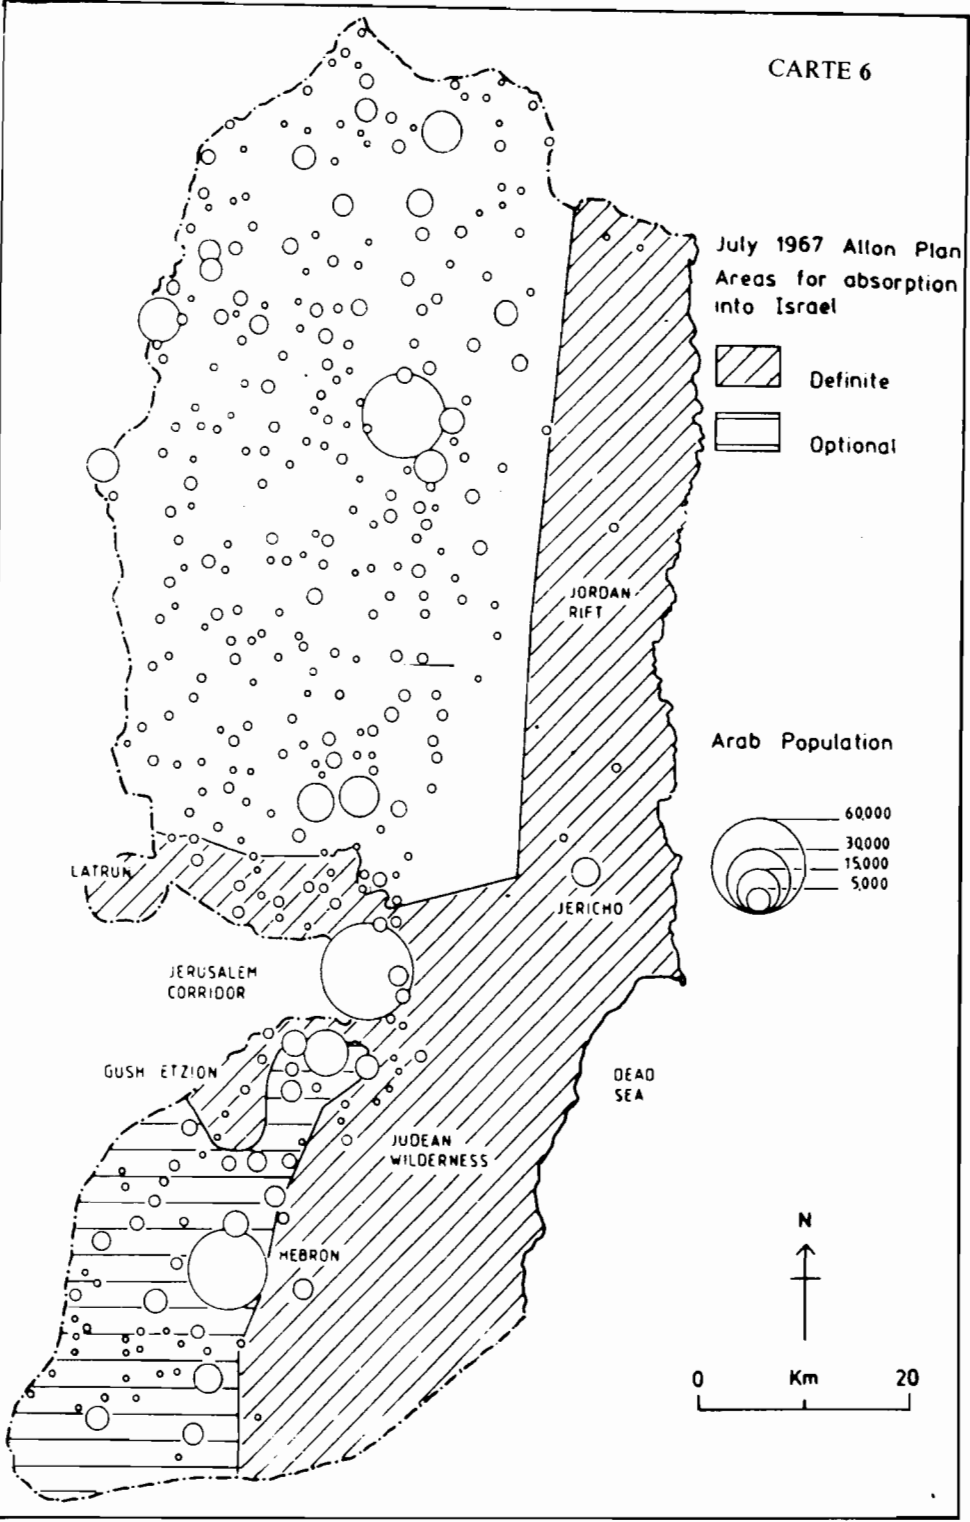 CARTE 6
July 1967 Allon Plan
Areas for absorption
into Israel
Definite
Optional
JORDAN
RIFT
Arab Population
60,000
30,000
15,000
5,000
LATRUN
JERICHO
JERUSALEM
CORRIDOR
GUSH ETZION
DEAD
SEA
JUDEAN
WILDERNESS
HEBRON
N
0 Km 20